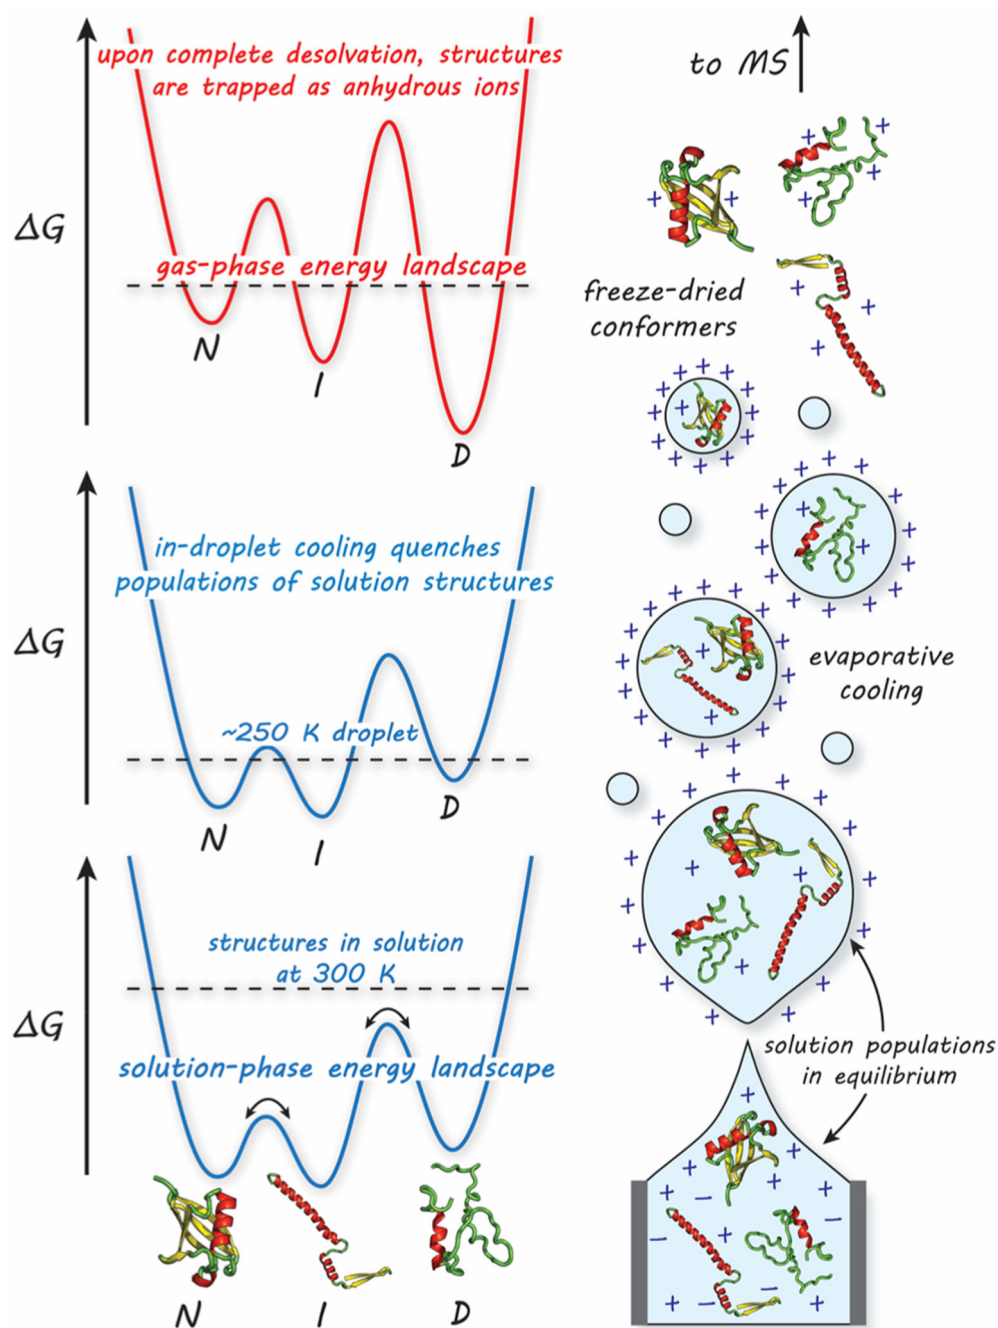 upon complete desolvation, structures
are trapped as anhydrous ions
ΔG
gas-phase energy landscape
N
I
D
in-droplet cooling quenches
populations of solution structures
ΔG
~250 K droplet
N
I
D
structures in solution
at 300 K
ΔG
solution-phase energy landscape
N
I
D
to MS
freeze-dried
conformers
evaporative
cooling
solution populations
in equilibrium